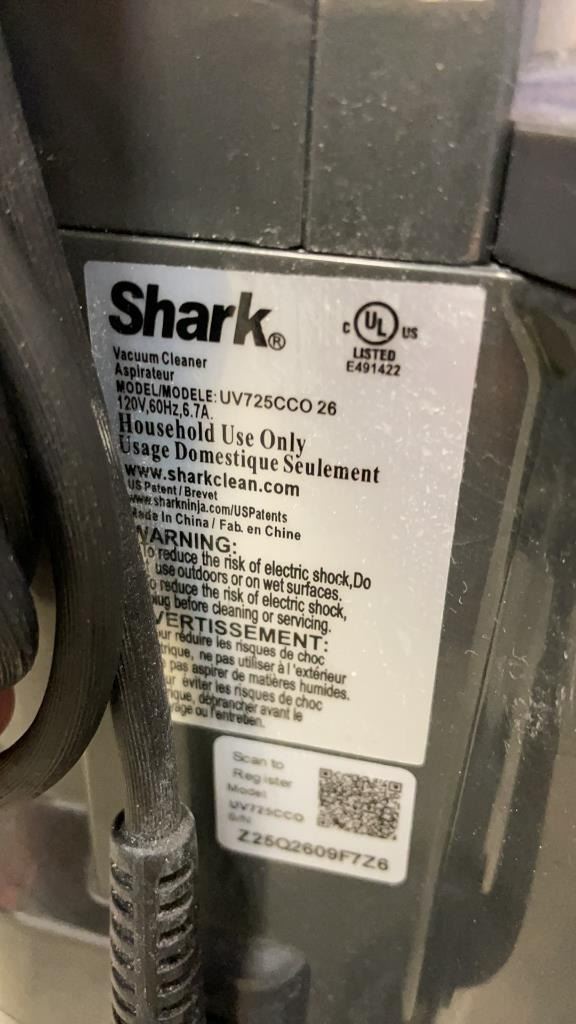 Shark®
C UL US
LISTED
E491422
Vacuum Cleaner
Aspirateur
MODEL/MODELE: UV725CCO 26
120V,60Hz,6.7A.
Household Use Only
Usage Domestique Seulement
www.sharkclean.com
US Patent / Brevet
www.sharkninja.com/USPatents
Made In China / Fab. en Chine
WARNING:
To reduce the risk of electric shock,Do
use outdoors or on wet surfaces.
reduce the risk of electric shock,
before cleaning or servicing.
VERTISSEMENT:
réduire les risques de choc
trique, ne pas utiliser à l'extérieur
pas aspirer de matières humides.
éviter les risques de choc
débrancher avant le
ou l'entretien.
Scan to
Register
Model
UV725CCO
S/N
Z25Q2609F7Z6